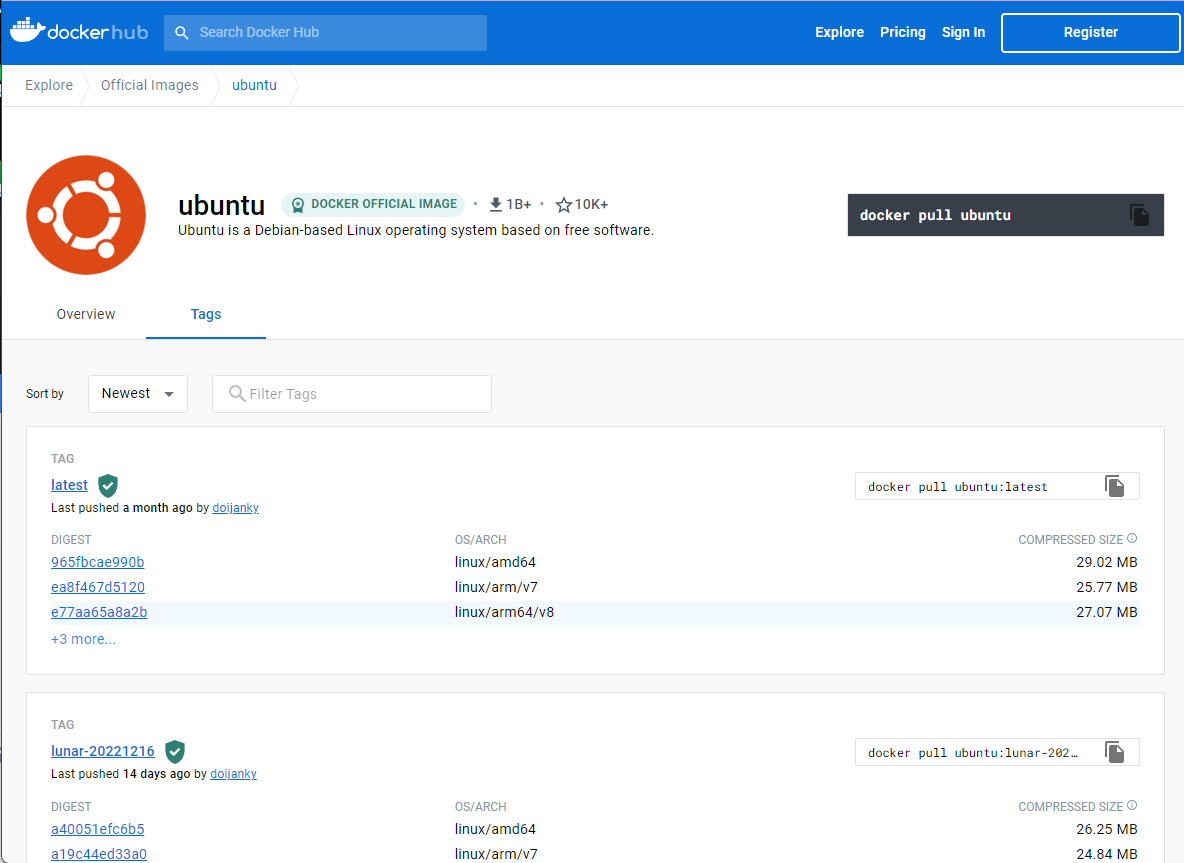 docker hub
Search Docker Hub
Explore Pricing Sign In Register
Explore Official Images ubuntu
ubuntu DOCKER OFFICIAL IMAGE • 1B+ • 10K+
Ubuntu is a Debian-based Linux operating system based on free software.
docker pull ubuntu
Overview Tags
Sort by Newest Filter Tags
TAG
latest
docker pull ubuntu:latest
Last pushed a month ago by doijanky
DIGEST OS/ARCH COMPRESSED SIZE
965fbcae990b linux/amd64 29.02 MB
ea8f467d5120 linux/arm/v7 25.77 MB
e77aa65a8a2b linux/arm64/v8 27.07 MB
+3 more...
TAG
lunar-20221216
docker pull ubuntu:lunar-202…
Last pushed 14 days ago by doijanky
DIGEST OS/ARCH COMPRESSED SIZE
a40051efc6b5 linux/amd64 26.25 MB
a19c44ed33a0 linux/arm/v7 24.84 MB